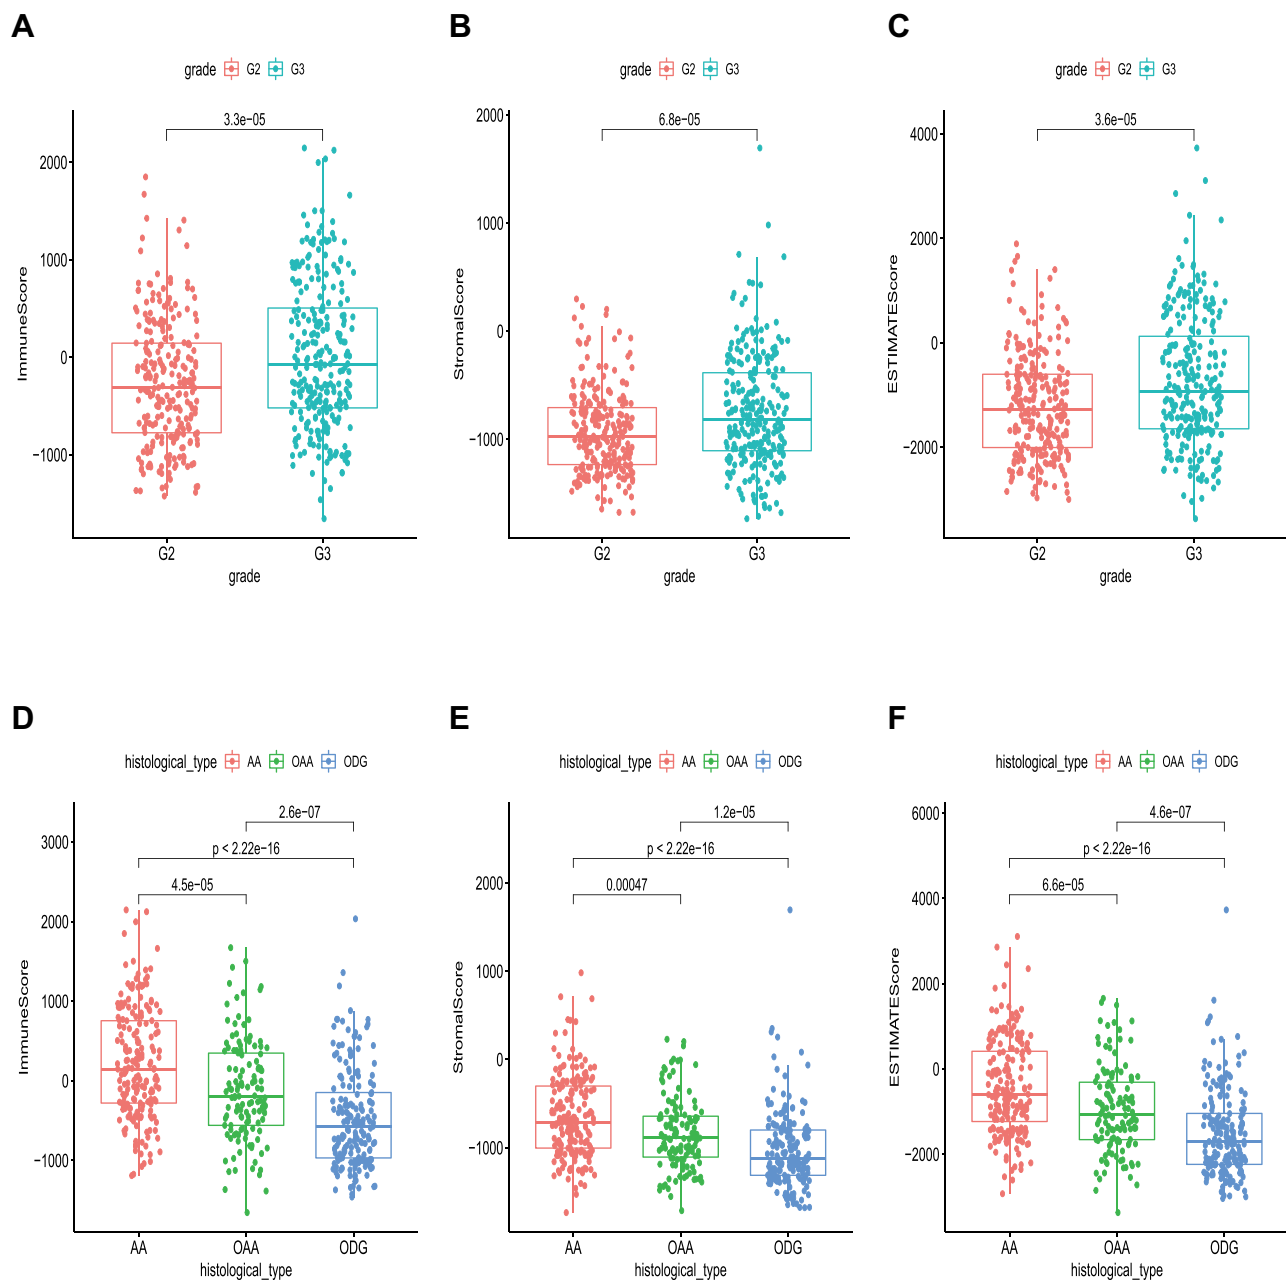 A
grade G2 G3
3.3e−05
2000
1000
0
−1000
ImmuneScore
G2 G3
grade
B
grade G2 G3
6.8e−05
2000
1000
0
−1000
StromalScore
G2 G3
grade
C
grade G2 G3
3.6e−05
4000
2000
0
−2000
ESTIMATEScore
G2 G3
grade
D
histological_type AA OAA ODG
2.6e−07
p < 2.22e−16
4.5e−05
3000
2000
1000
0
−1000
ImmuneScore
AA OAA ODG
histological_type
E
histological_type AA OAA ODG
1.2e−05
p < 2.22e−16
0.00047
2000
1000
0
−1000
StromalScore
AA OAA ODG
histological_type
F
histological_type AA OAA ODG
4.6e−07
p < 2.22e−16
6.6e−05
6000
4000
2000
0
−2000
ESTIMATEScore
AA OAA ODG
histological_type